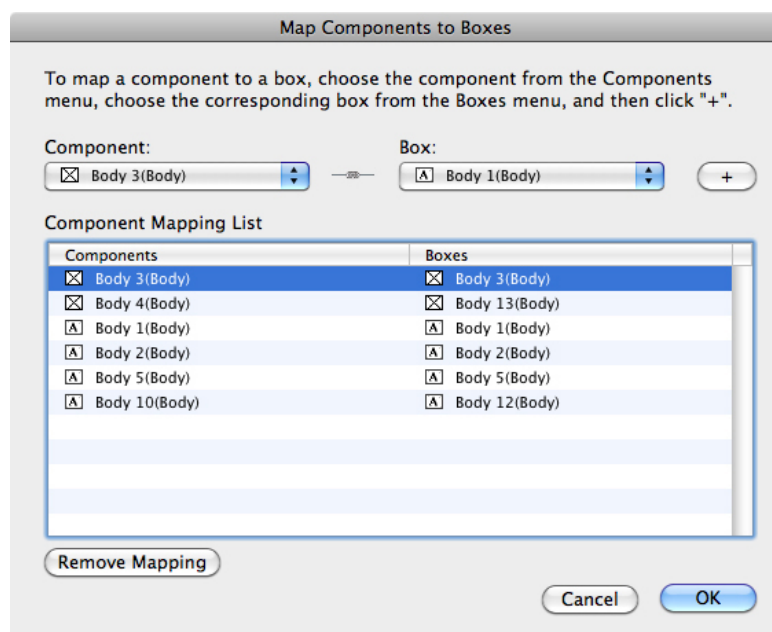 Map Components to Boxes
To map a component to a box, choose the component from the Components
menu, choose the corresponding box from the Boxes menu, and then click "+".
Component: Box:
Body 3(Body) A Body 1(Body) +
Component Mapping List
Components Boxes
Body 3(Body) Body 3(Body)
Body 4(Body) Body 13(Body)
A Body 1(Body) A Body 1(Body)
A Body 2(Body) A Body 2(Body)
A Body 5(Body) A Body 5(Body)
A Body 10(Body) A Body 12(Body)
Remove Mapping
Cancel OK